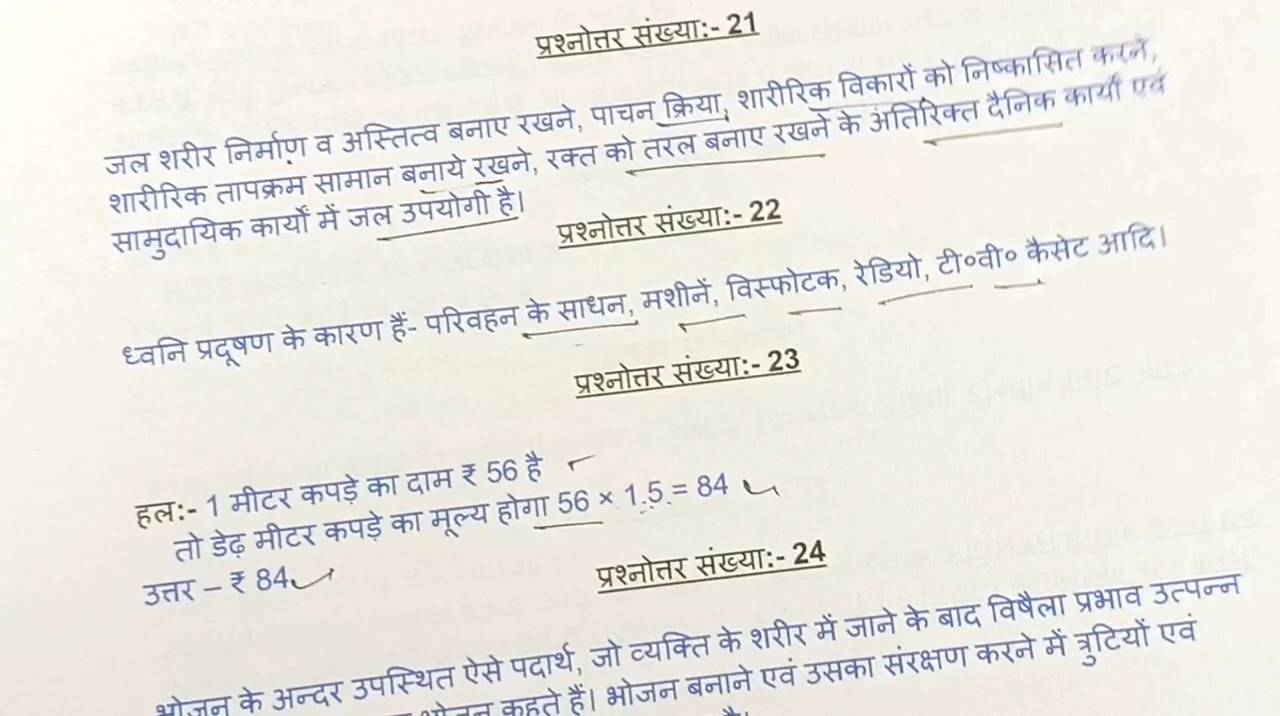 प्रश्नोत्तर संख्या:- 21
जल शरीर निर्माण व अस्तित्व बनाए रखने, पाचन क्रिया, शारीरिक विकारों को निष्कासित करने,
शारीरिक तापक्रम सामान बनाये रखने, रक्त को तरल बनाए रखने के अतिरिक्त दैनिक कार्यों एवं
सामुदायिक कार्यों में जल उपयोगी है।
प्रश्नोत्तर संख्या:- 22
ध्वनि प्रदूषण के कारण हैं- परिवहन के साधन, मशीनें, विस्फोटक, रेडियो, टी०वी० कैसेट आदि।
प्रश्नोत्तर संख्या:- 23
हल:- 1 मीटर कपड़े का दाम ₹ 56 है
तो डेढ़ मीटर कपड़े का मूल्य होगा 56 × 1.5 = 84
उत्तर – ₹ 84
प्रश्नोत्तर संख्या:- 24
भोजन के अन्दर उपस्थित ऐसे पदार्थ, जो व्यक्ति के शरीर में जाने के बाद विषैला प्रभाव उत्पन्न
भोजन कहते हैं। भोजन बनाने एवं उसका संरक्षण करने में त्रुटियों एवं